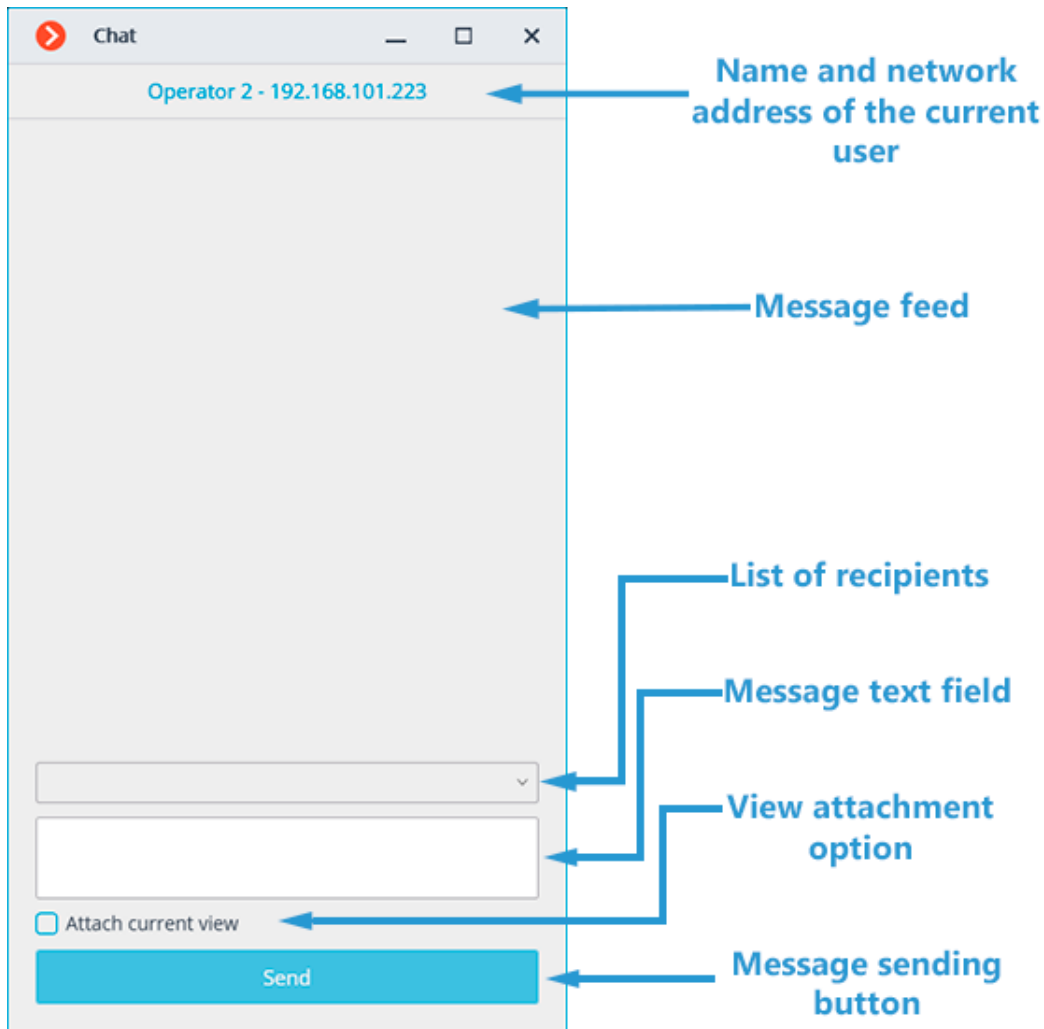 Chat
Operator 2 - 192.168.101.223
Name and network
address of the current
user
Message feed
List of recipients
Message text field
View attachment
option
Attach current view
Send
Message sending
button